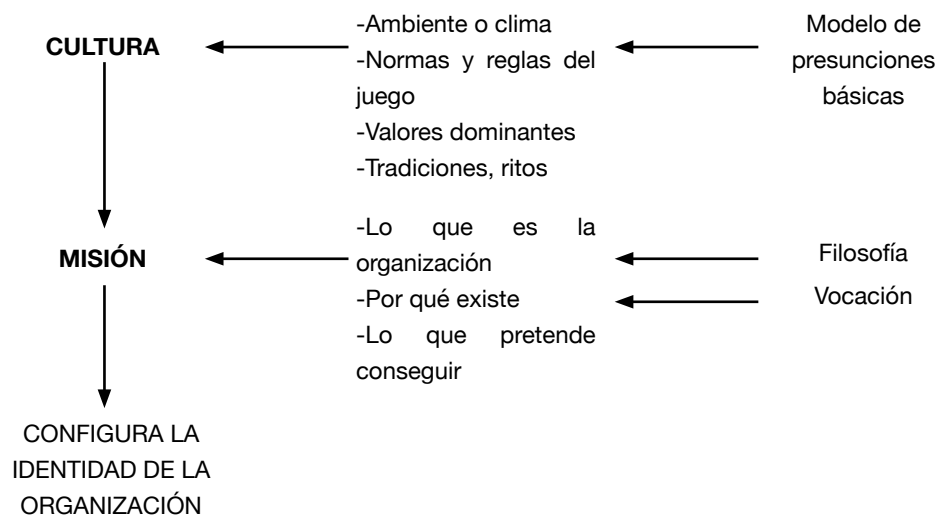 CULTURA
-Ambiente o clima
-Normas y reglas del
juego
-Valores dominantes
-Tradiciones, ritos
Modelo de
presunciones
básicas
MISIÓN
-Lo que es la
organización
-Por qué existe
-Lo que pretende
conseguir
Filosofía
Vocación
CONFIGURA LA
IDENTIDAD DE LA
ORGANIZACIÓN